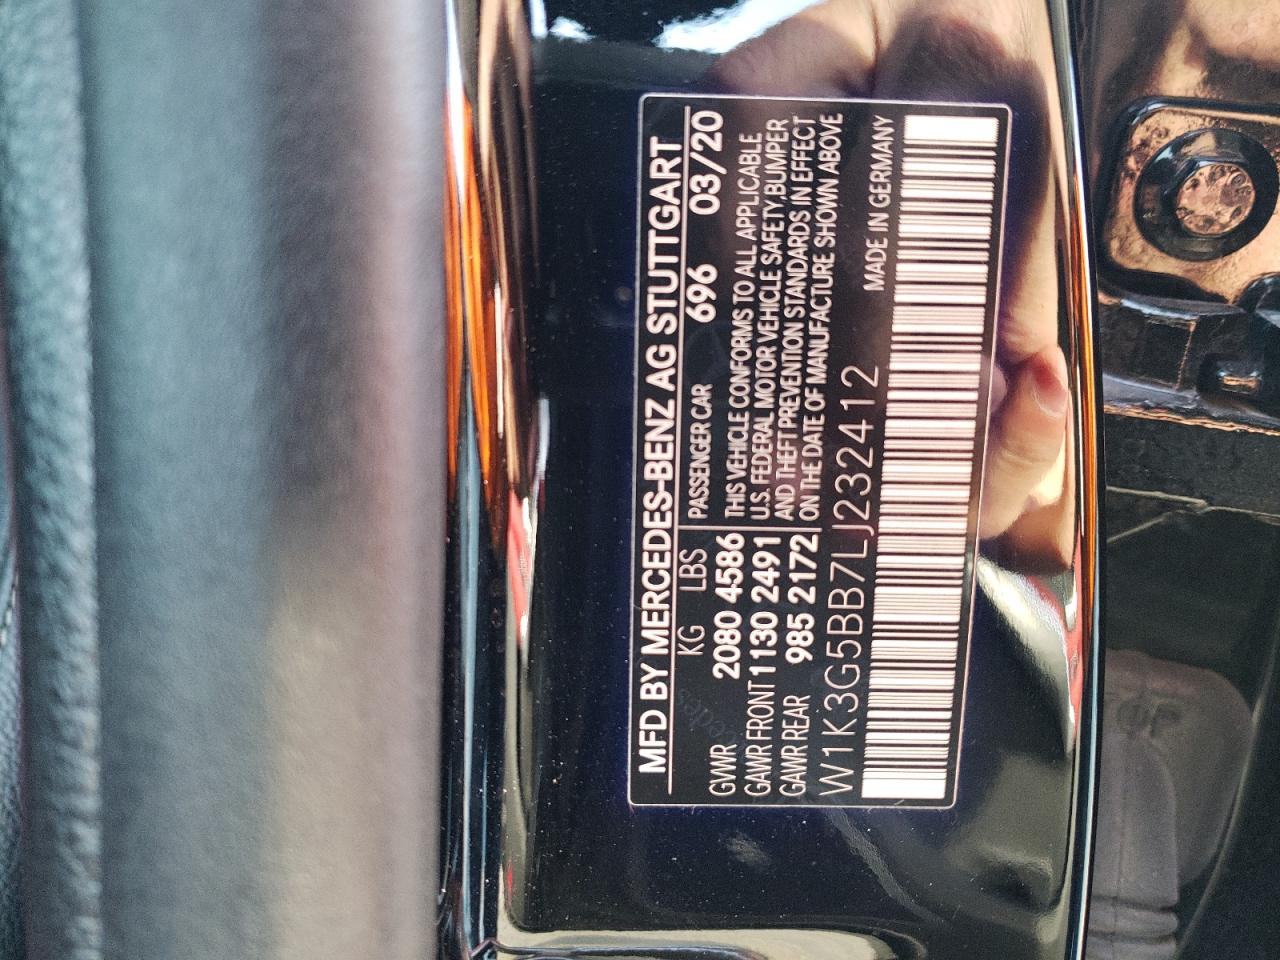 MFD BY MERCEDES-BENZ AG STUTTGART
KG LBS PASSENGER CAR 696 03/20
GVWR 2080 4586
GAWR FRONT 1130 2491
GAWR REAR 985 2172
THIS VEHICLE CONFORMS TO ALL APPLICABLE
U.S. FEDERAL MOTOR VEHICLE SAFETY, BUMPER
AND THEFT PREVENTION STANDARDS IN EFFECT
ON THE DATE OF MANUFACTURE SHOWN ABOVE
W1K3G5BB7LJ232412 MADE IN GERMANY